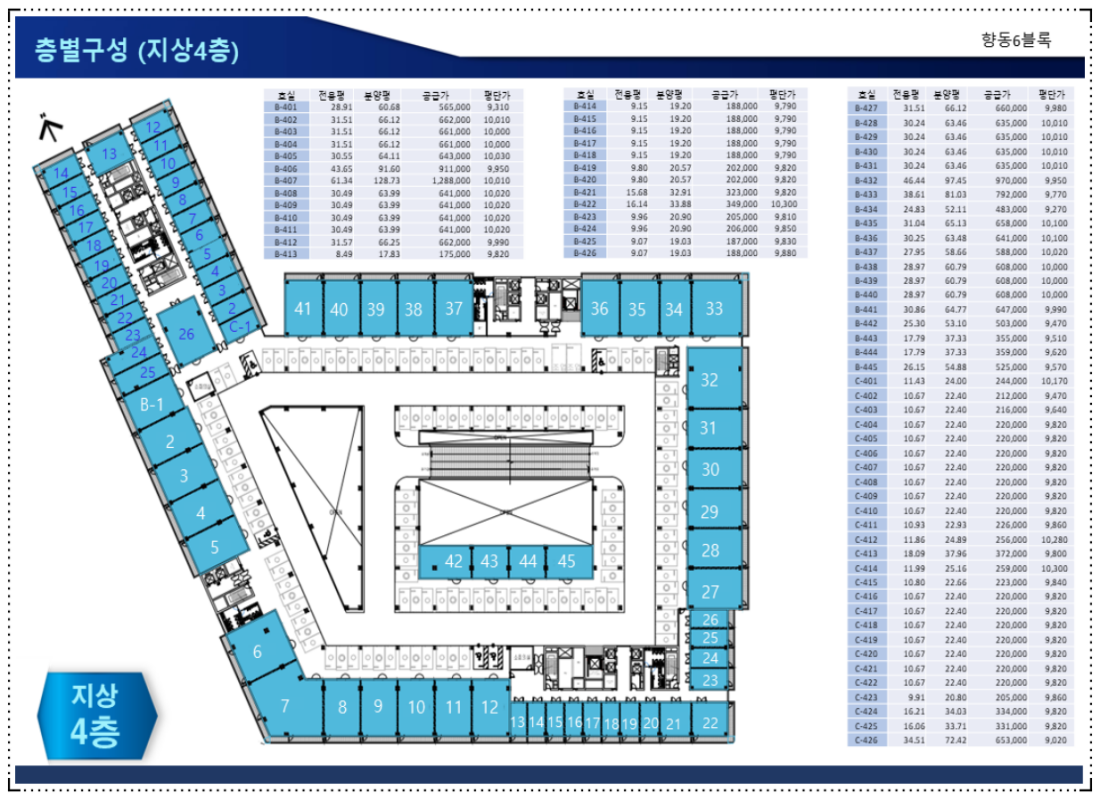 층별구성 (지상4층)
향동6블록
호실 전용평 분양평 공급가 평단가
B-401 28.91 60.68 565,000 9,310
B-402 31.51 66.12 662,000 10,010
B-403 31.51 66.12 661,000 10,000
B-404 31.51 66.12 661,000 10,000
B-405 30.55 64.11 643,000 10,030
B-406 43.65 91.60 911,000 9,950
B-407 61.34 128.73 1,288,000 10,010
B-408 30.49 63.99 641,000 10,020
B-409 30.49 63.99 641,000 10,020
B-410 30.49 63.99 641,000 10,020
B-411 30.49 63.99 641,000 10,020
B-412 31.57 66.25 662,000 9,990
B-413 8.49 17.83 175,000 9,820
호실 전용평 분양평 공급가 평단가
B-414 9.15 19.20 188,000 9,790
B-415 9.15 19.20 188,000 9,790
B-416 9.15 19.20 188,000 9,790
B-417 9.15 19.20 188,000 9,790
B-418 9.15 19.20 188,000 9,790
B-419 9.80 20.57 202,000 9,820
B-420 9.80 20.57 202,000 9,820
B-421 15.68 32.91 323,000 9,820
B-422 16.14 33.88 349,000 10,300
B-423 9.96 20.90 205,000 9,810
B-424 9.96 20.90 206,000 9,850
B-425 9.07 19.03 187,000 9,830
B-426 9.07 19.03 188,000 9,880
호실 전용평 분양평 공급가 평단가
B-427 31.51 66.12 660,000 9,980
B-428 30.24 63.46 635,000 10,010
B-429 30.24 63.46 635,000 10,010
B-430 30.24 63.46 635,000 10,010
B-431 30.24 63.46 635,000 10,010
B-432 46.44 97.45 970,000 9,950
B-433 38.61 81.03 792,000 9,770
B-434 24.83 52.11 483,000 9,270
B-435 31.04 65.13 658,000 10,100
B-436 30.25 63.48 641,000 10,100
B-437 27.95 58.66 588,000 10,020
B-438 28.97 60.79 608,000 10,000
B-439 28.97 60.79 608,000 10,000
B-440 28.97 60.79 608,000 10,000
B-441 30.86 64.77 647,000 9,990
B-442 25.30 53.10 503,000 9,470
B-443 17.79 37.33 355,000 9,510
B-444 17.79 37.33 359,000 9,620
B-445 26.15 54.88 525,000 9,570
C-401 11.43 24.00 244,000 10,170
C-402 10.67 22.40 212,000 9,470
C-403 10.67 22.40 216,000 9,640
C-404 10.67 22.40 220,000 9,820
C-405 10.67 22.40 220,000 9,820
C-406 10.67 22.40 220,000 9,820
C-407 10.67 22.40 220,000 9,820
C-408 10.67 22.40 220,000 9,820
C-409 10.67 22.40 220,000 9,820
C-410 10.67 22.40 220,000 9,820
C-411 10.93 22.93 226,000 9,860
C-412 11.86 24.89 256,000 10,280
C-413 18.09 37.96 372,000 9,800
C-414 11.99 25.16 259,000 10,300
C-415 10.80 22.66 223,000 9,840
C-416 10.67 22.40 220,000 9,820
C-417 10.67 22.40 220,000 9,820
C-418 10.67 22.40 220,000 9,820
C-419 10.67 22.40 220,000 9,820
C-420 10.67 22.40 220,000 9,820
C-421 10.67 22.40 220,000 9,820
C-422 10.67 22.40 220,000 9,820
C-423 9.91 20.80 205,000 9,860
C-424 16.21 34.03 334,000 9,820
C-425 16.06 33.71 331,000 9,820
C-426 34.51 72.42 653,000 9,020
12
11
10
9
8
7
6
5
4
3
2
C-1
13
14
15
16
17
18
19
20
21
22
23
24
25
26
B-1
2
3
4
5
6
7
8
9
10
11
12
13 14 15 16 17 18 19 20 21 22
23
24
25
26
27
28
29
30
31
32
33
34
35
36
37
38
39
40
41
42 43 44 45
OPEN
OPEN
OPEN
지상
4층